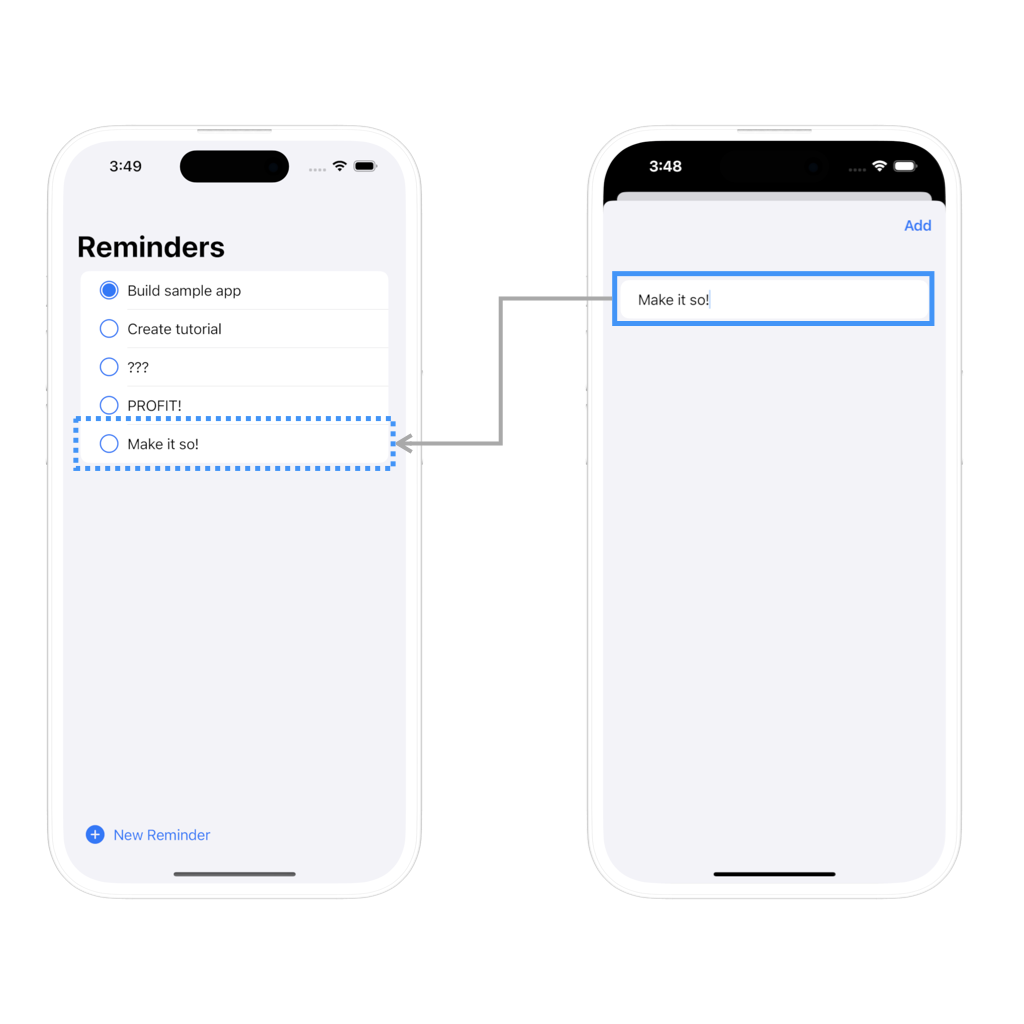 3:49
Reminders
Build sample app
Create tutorial
???
PROFIT!
Make it so!
New Reminder
3:48
Add
Make it so!